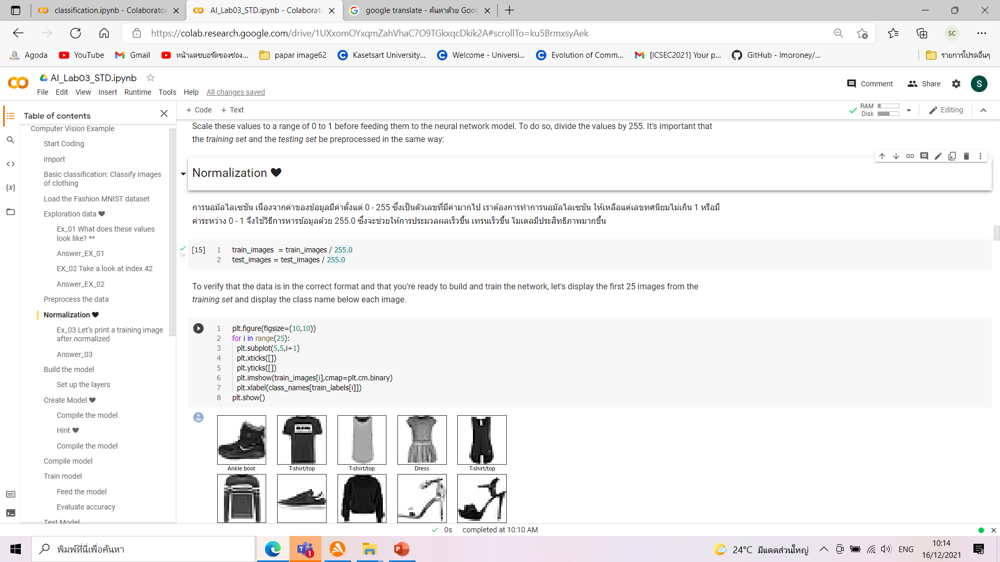 classification.ipynb - Colaborator
AI_Lab03_STD.ipynb - Colaborato
google translate - ค้นหาด้วย Goog
https://colab.research.google.com/drive/1UXxomOYxqmZahVhaC7O9TGkxqcDkik2A#scrollTo=ku5BrmxsyAek
SC
Agoda
YouTube
Gmail
หน้าแดชบอร์ดของช่อง...
papar image62
Kasetsart University...
Welcome - Universi...
Evolution of Comm...
[ICSEC2021] Your p...
GitHub - lmoroney/...
รายการโปรดอื่นๆ
AI_Lab03_STD.ipynb
File Edit View Insert Runtime Tools Help All changes saved
Comment
Share
S
Table of contents
+ Code + Text
RAM
Disk
Editing
Computer Vision Example
Start Coding
import
Basic classification: Classify images
of clothing
Load the Fashion MNIST dataset
Exploration data ♥
Ex_01 What does these values
look like? **
Answer_EX_01
EX_02 Take a look at index 42
Answer_EX_02
Preprocess the data
Normalization ♥
Ex_03 Let's print a training image
after normalized
Answer_03
Build the model
Set up the layers
Create Model ♥
Compile the model
Hint ♥
Compile the model
Compile model
Train model
Feed the model
Evaluate accuracy
Test Model
Scale these values to a range of 0 to 1 before feeding them to the neural network model. To do so, divide the values by 255. It's important that
the training set and the testing set be preprocessed in the same way:
Normalization ♥
การนอมัลไลเซชัน เนื่องจากค่าของข้อมูลมีค่าตั้งแต่ 0 - 255 ซึ่งเป็นตัวเลขที่มีค่ามากไป เราต้องการทำการนอมัลไลเซชัน ให้เหลือแค่เลขทศนิยมไม่เกิน 1 หรือมี
ค่าระหว่าง 0 - 1 จึงใช้วิธีการหารข้อมูลด้วย 255.0 ซึ่งจะช่วยให้การประมวลผลเร็วขึ้น เทรนเร็วขึ้น โมเดลมีประสิทธิภาพมากขึ้น
1s
[15]
1 train_images = train_images / 255.0
2 test_images = test_images / 255.0
To verify that the data is in the correct format and that you're ready to build and train the network, let's display the first 25 images from the
training set and display the class name below each image.
1 plt.figure(figsize=(10,10))
2 for i in range(25):
3 plt.subplot(5,5,i+1)
4 plt.xticks([])
5 plt.yticks([])
6 plt.imshow(train_images[i],cmap=plt.cm.binary)
7 plt.xlabel(class_names[train_labels[i]])
8 plt.show()
Ankle boot T-shirt/top T-shirt/top Dress T-shirt/top
0s completed at 10:10 AM
พิมพ์ที่นี่เพื่อค้นหา
1
24°C มีแดดส่วนใหญ่
ENG
10:14
16/12/2021